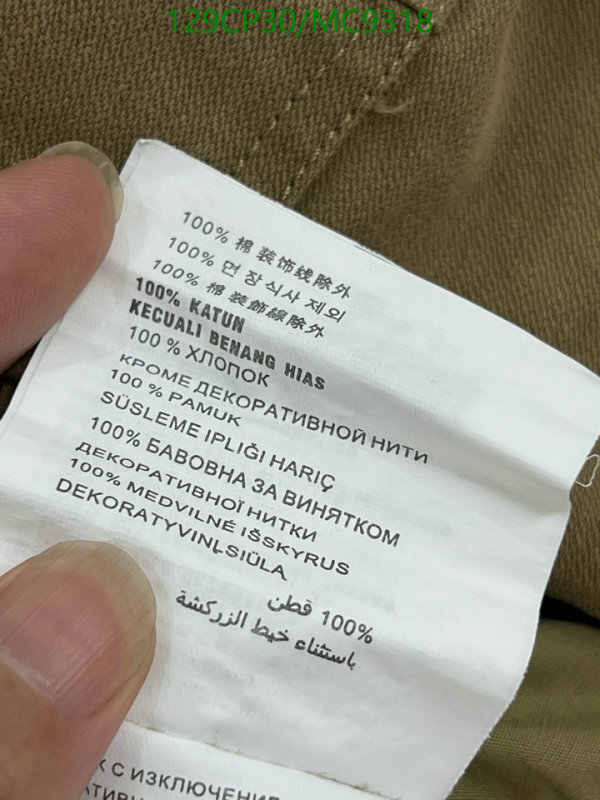 129CP30/MC9318
100% 棉 装饰线除外
100% 면 장식사 제외
100% 棉 裝飾線除外
100% KATUN
KECUALI BENANG HIAS
100 % ХЛОПОК
КРОМЕ ДЕКОРАТИВНОЙ НИТИ
100 % PAMUK
SÜSLEME IPLIĞI HARIÇ
100% БАВОВНА ЗА ВИНЯТКОМ
ДЕКОРАТИВНОЇ НИТКИ
100% MEDVILNĖ IŠSKYRUS
DEKORATYVINĮ SIŪLĄ
100% قطن
باستثناء خيط الزركشة
С ИЗКЛЮЧЕНИЕ